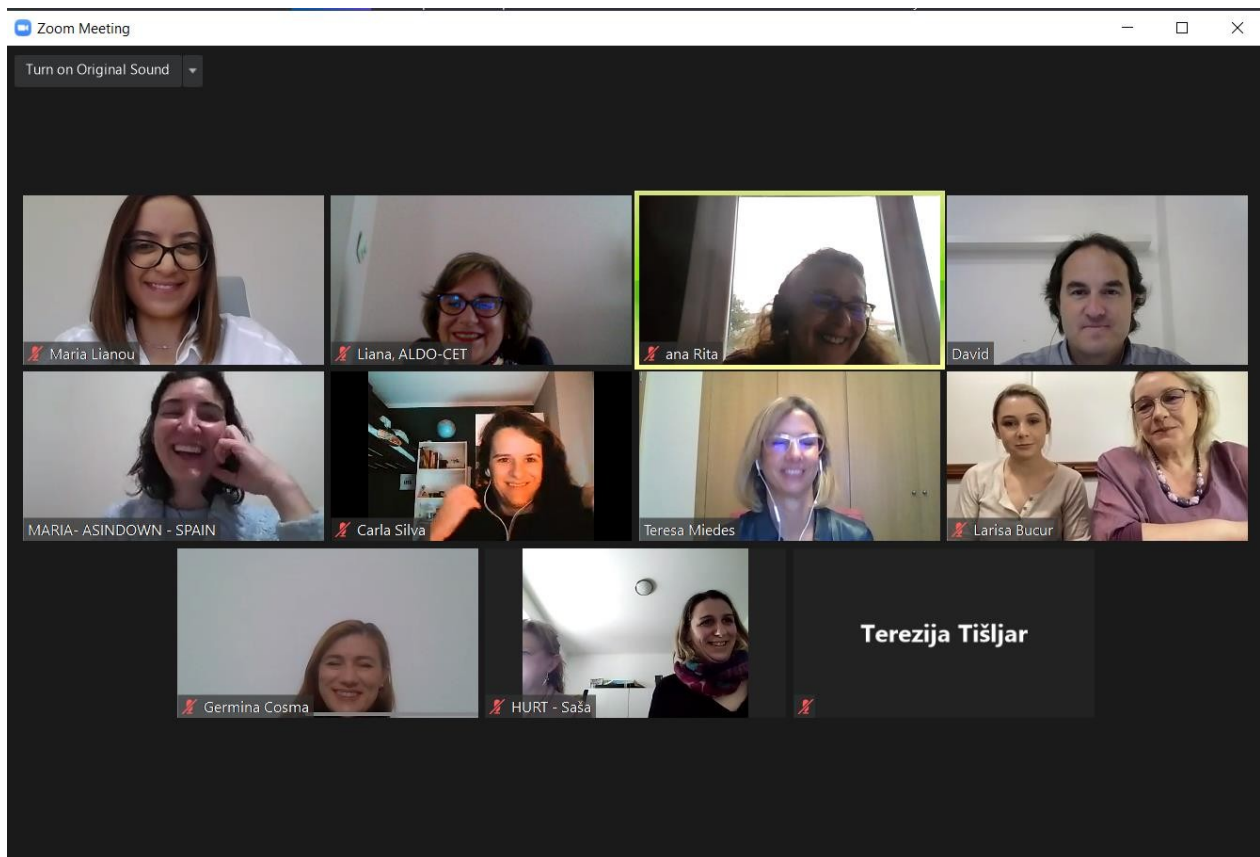 Zoom Meeting
Turn on Original Sound
Maria Lianou
Liana, ALDO-CET
ana Rita
David
MARIA- ASINDOWN - SPAIN
Carla Silva
Teresa Miedes
Larisa Bucur
Germina Cosma
HURT - Saša
Terezija Tišljar